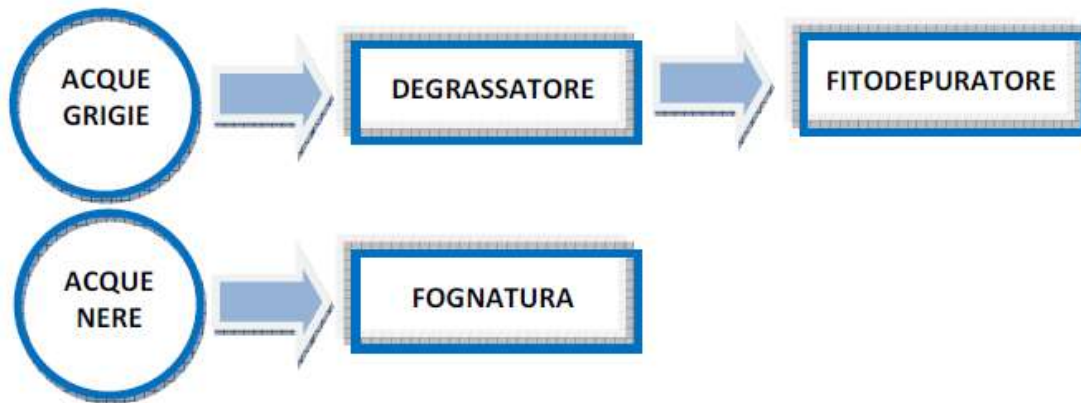 ACQUE
GRIGIE
DEGRASSATORE
FITODEPURATORE
ACQUE
NERE
FOGNATURA